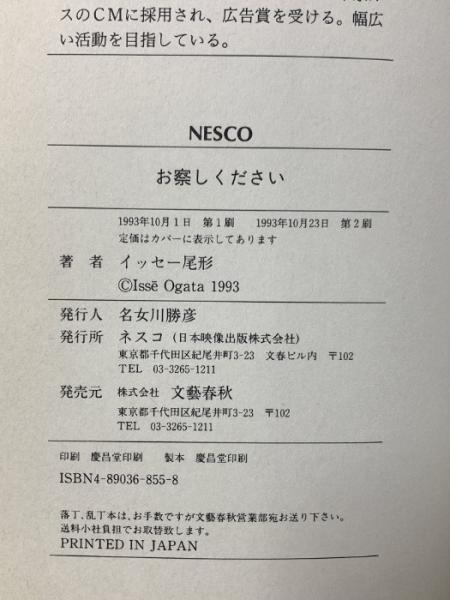 スのCMに採用され、広告賞を受ける。幅広
い活動を目指している。
NESCO
お察しください
1993年10月1日 第1刷 1993年10月23日 第2刷
定価はカバーに表示してあります
著者 イッセー尾形
©Issē Ogata 1993
発行人 名女川勝彦
発行所 ネスコ(日本映像出版株式会社)
東京都千代田区紀尾井町3-23 文春ビル内 〒102
TEL 03-3265-1211
発売元 株式会社 文藝春秋
東京都千代田区紀尾井町3-23 〒102
TEL 03-3265-1211
印刷 慶昌堂印刷 製本 慶昌堂印刷
ISBN4-89036-855-8
落丁、乱丁本は、お手数ですが文藝春秋営業部宛お送り下さい。
送料小社負担でお取替致します。
PRINTED IN JAPAN